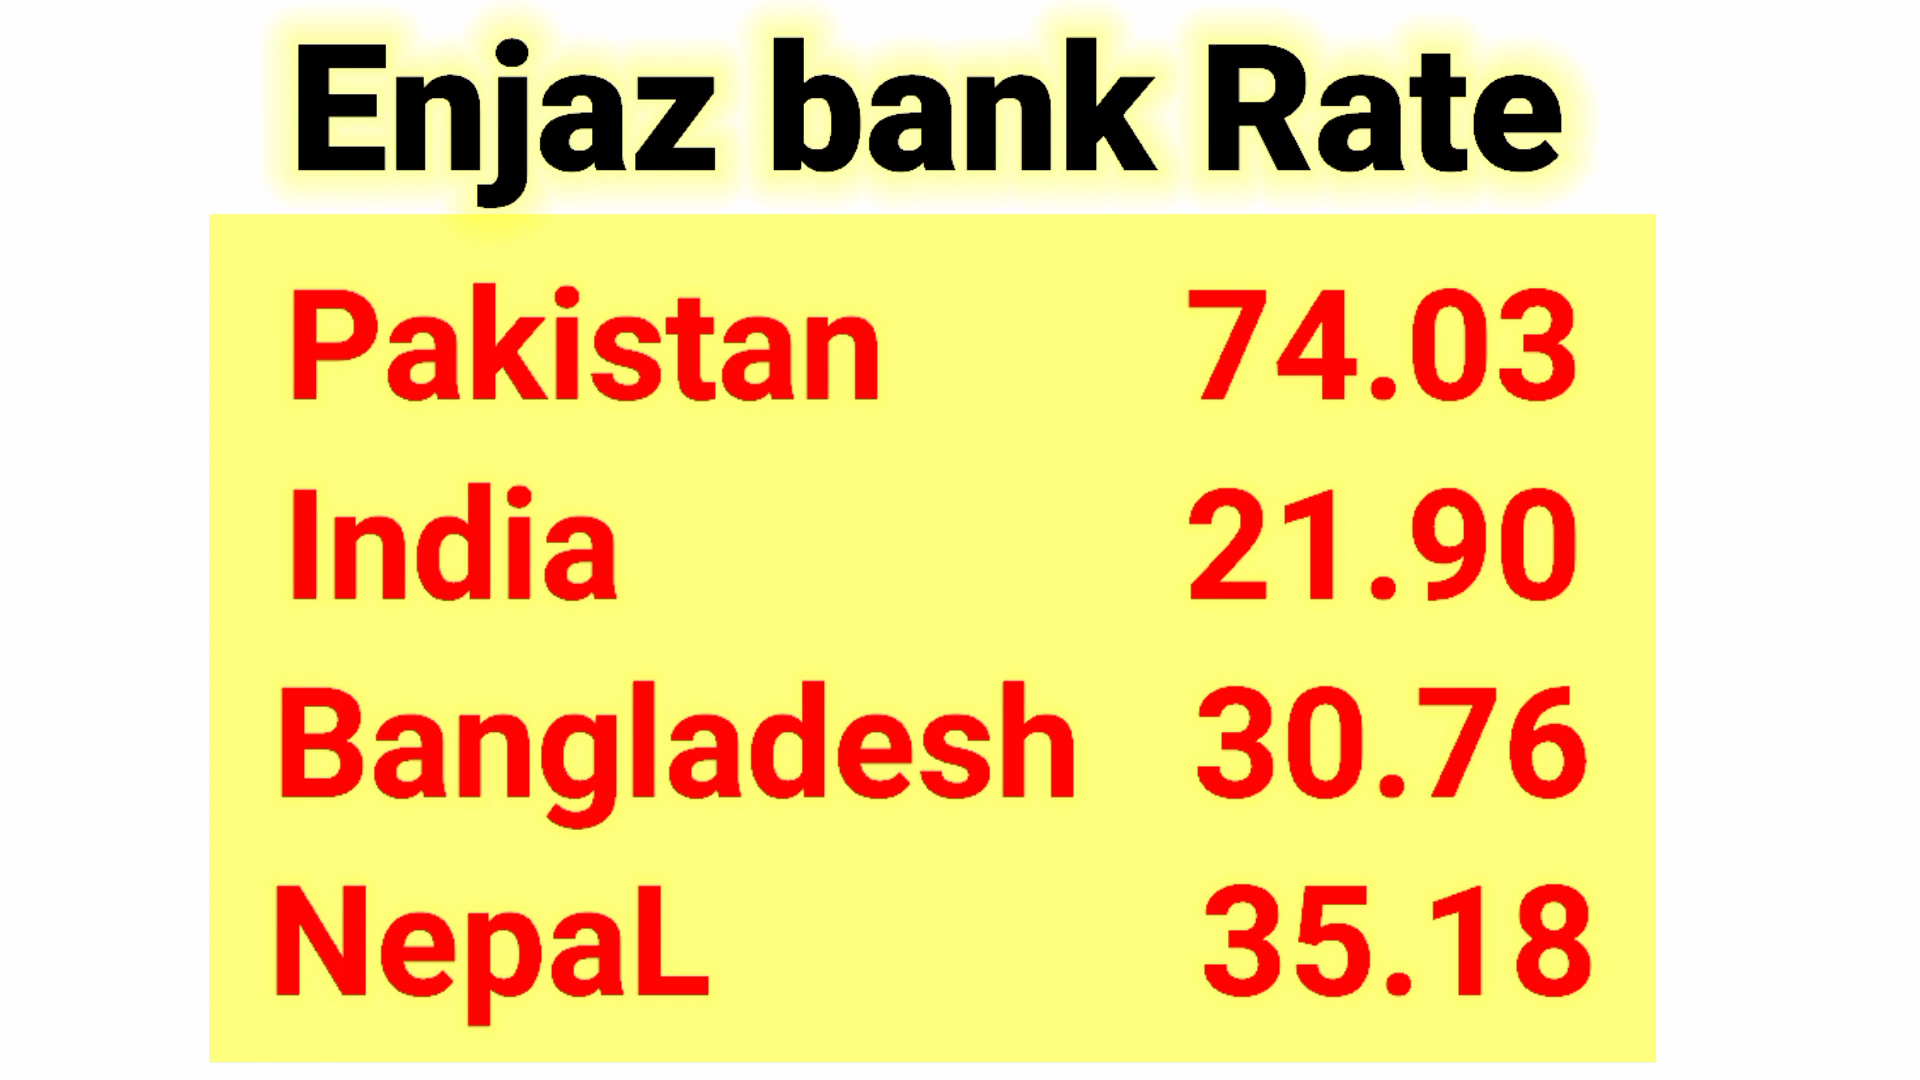 Enjaz bank Rate
Pakistan 74.03
India 21.90
Bangladesh 30.76
NepaL 35.18